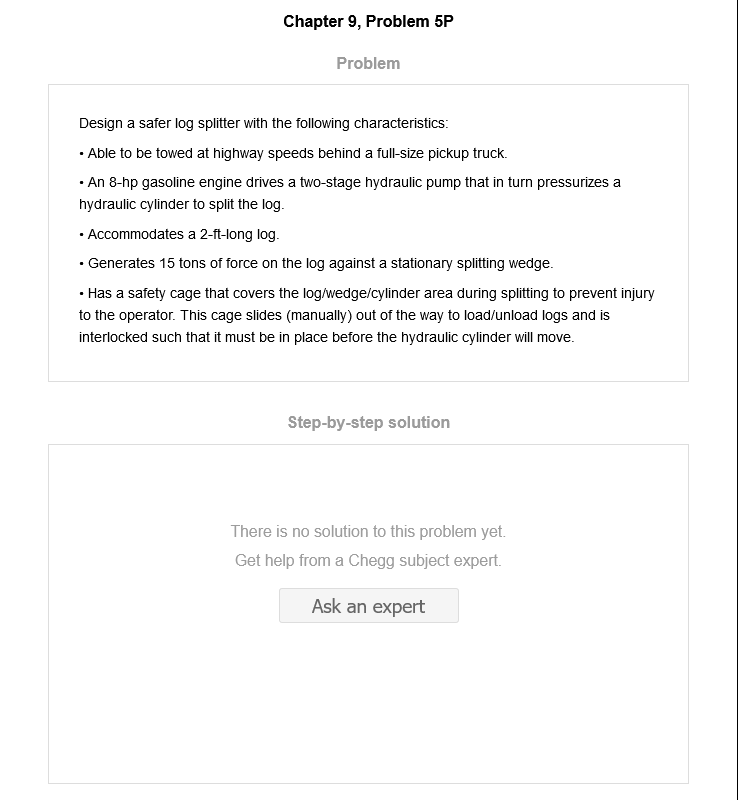 Chapter 9, Problem 5P
Problem
Design a safer log splitter with the following characteristics:
• Able to be towed at highway speeds behind a full-size pickup truck.
• An 8-hp gasoline engine drives a two-stage hydraulic pump that in turn pressurizes a
hydraulic cylinder to split the log.
• Accommodates a 2-ft-long log.
• Generates 15 tons of force on the log against a stationary splitting wedge.
• Has a safety cage that covers the log/wedge/cylinder area during splitting to prevent injury
to the operator. This cage slides (manually) out of the way to load/unload logs and is
interlocked such that it must be in place before the hydraulic cylinder will move.
Step-by-step solution
There is no solution to this problem yet.
Get help from a Chegg subject expert.
Ask an expert